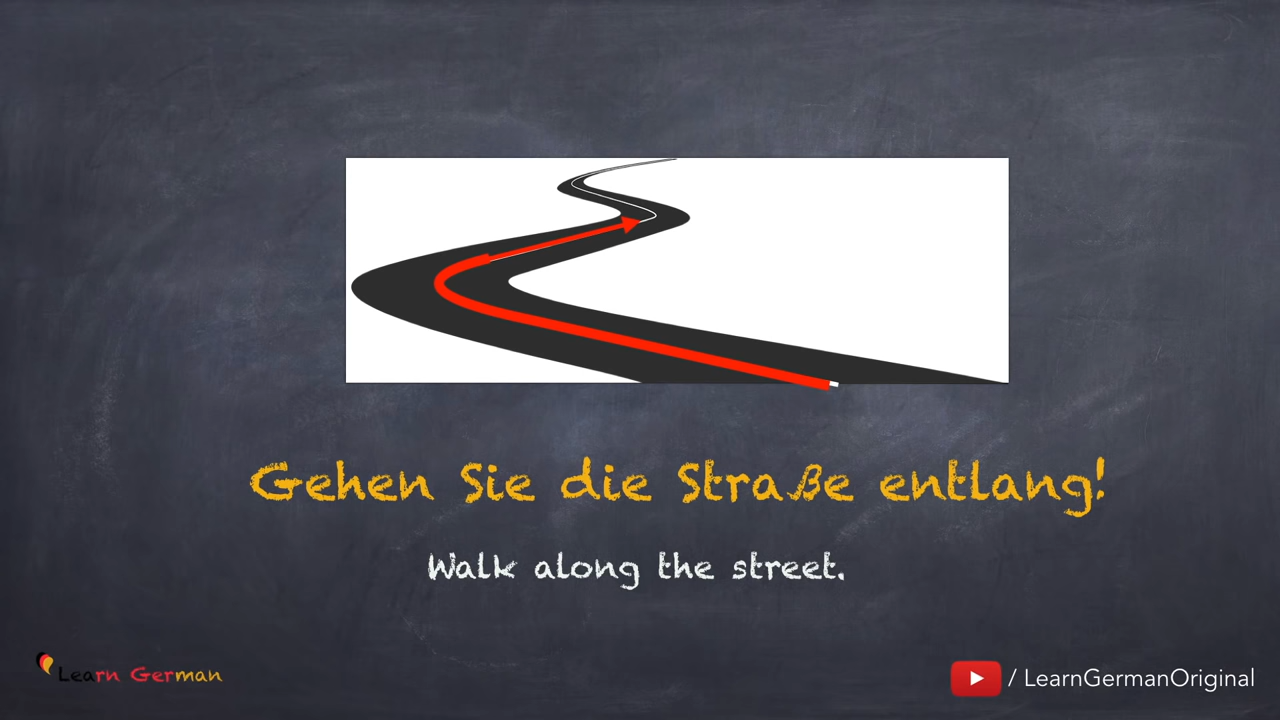 Gehen Sie die Straße entlang!
Walk along the street.
Learn German
/ LearnGermanOriginal